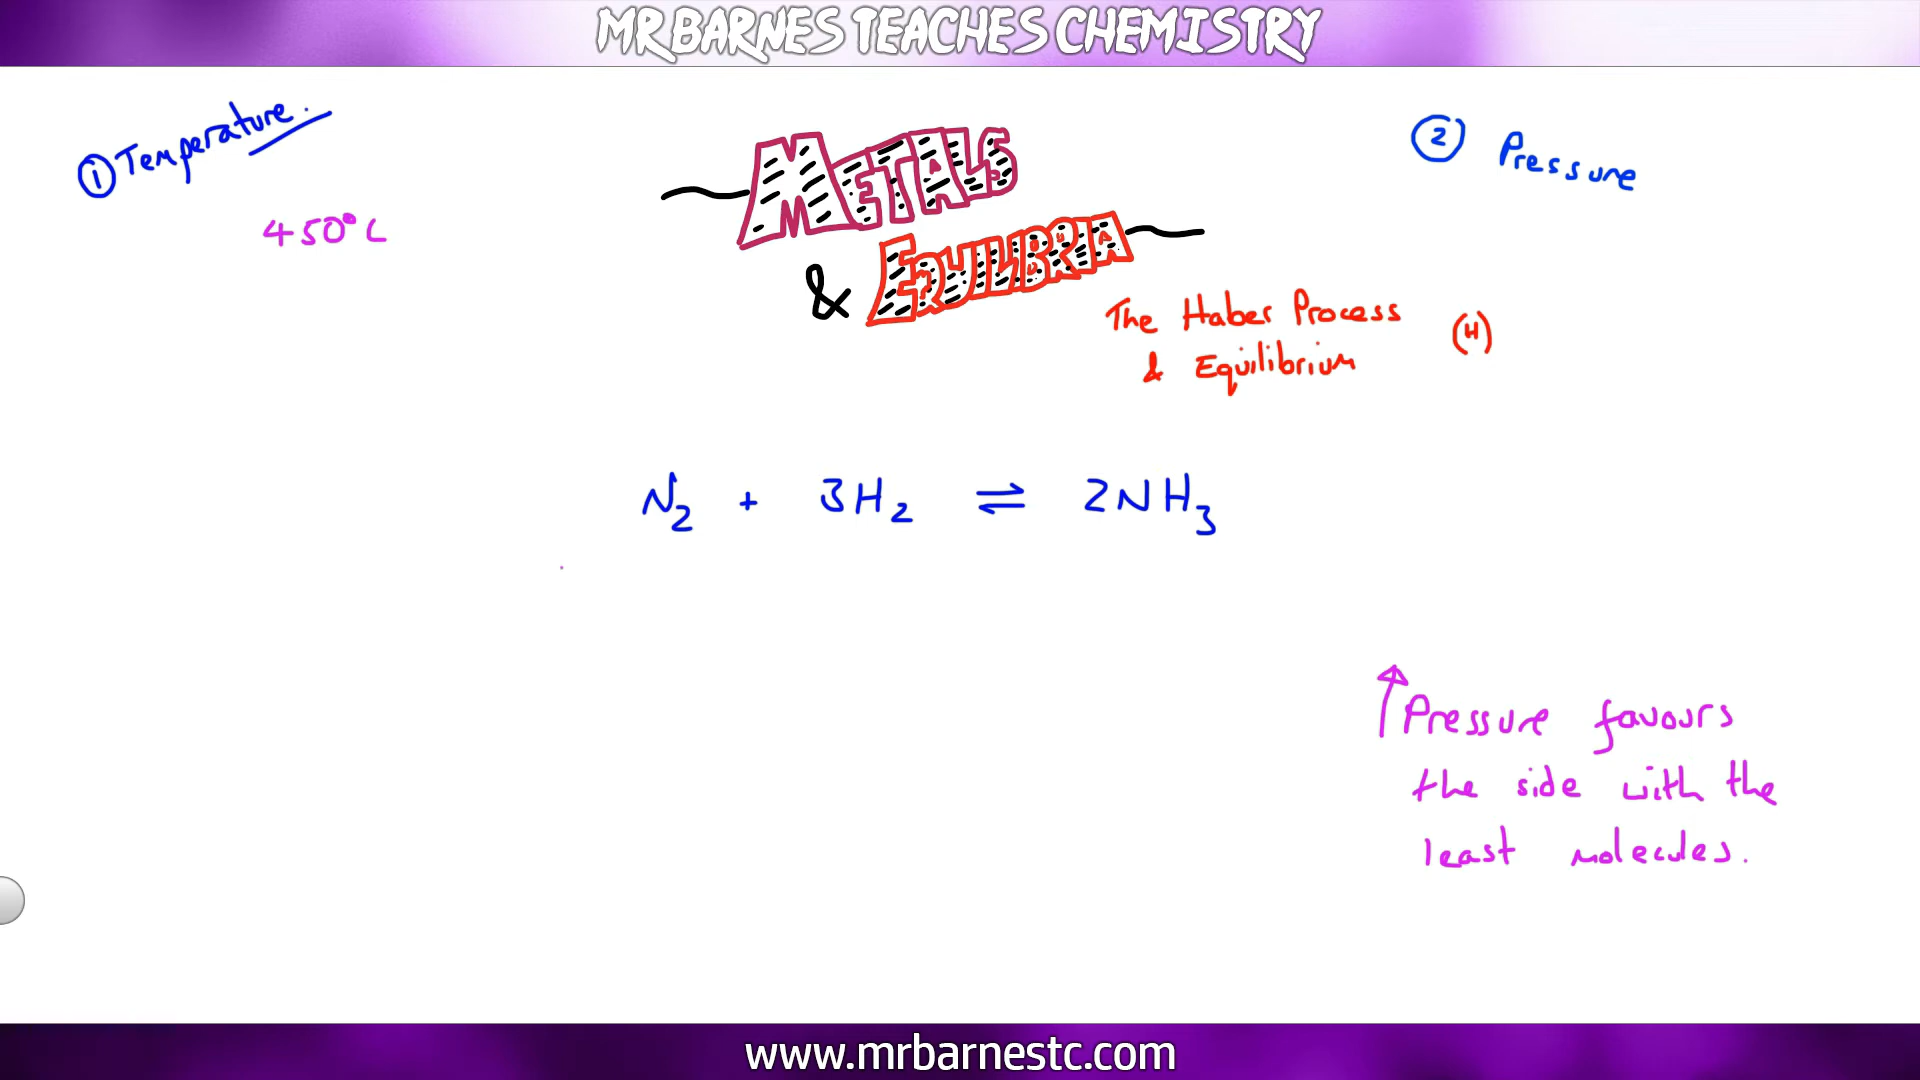 MR BARNES TEACHES CHEMISTRY
① Temperature.
450°C
METALS
& EQUILIBRIA
The Haber Process (H)
& Equilibrium
② Pressure
N₂ + 3H₂ ⇌ 2NH₃
↑ Pressure favours
the side with the
least molecules.
www.mrbarnestc.com